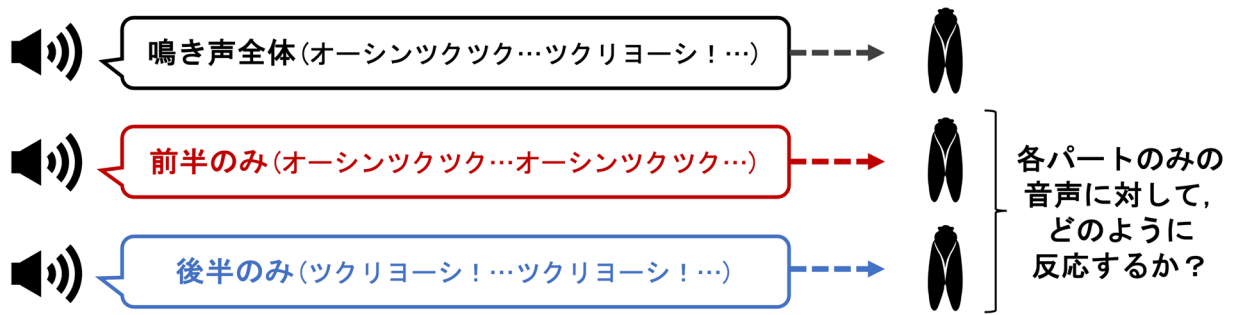 鳴き声全体(オーシンツクツク…ツクリヨーシ!…)
前半のみ(オーシンツクツク…オーシンツクツク…)
後半のみ(ツクリヨーシ!…ツクリヨーシ!…)
各パートのみの
音声に対して,
どのように
反応するか?